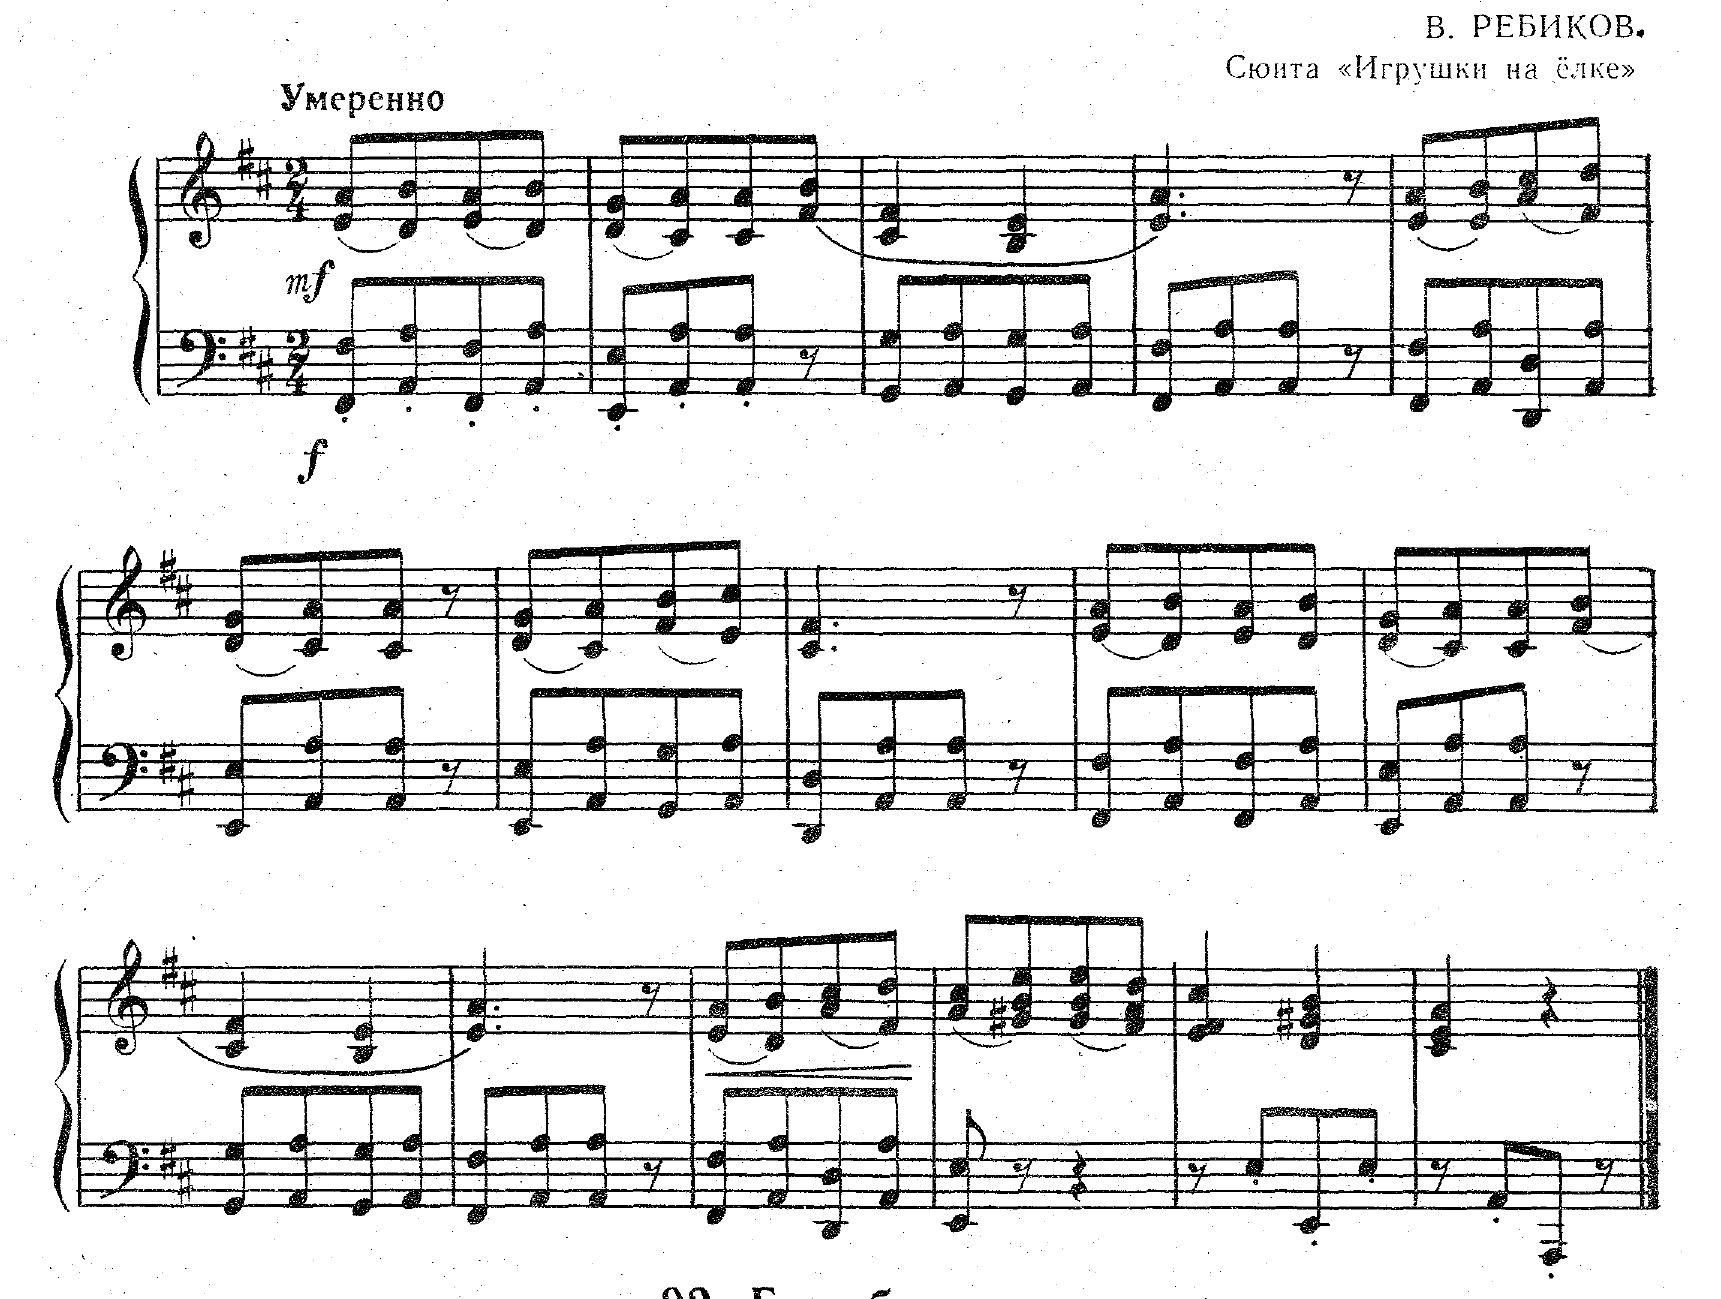 В. РЕБИКОВ.
Сюита «Игрушки на ёлке»
Умеренно
mf
f